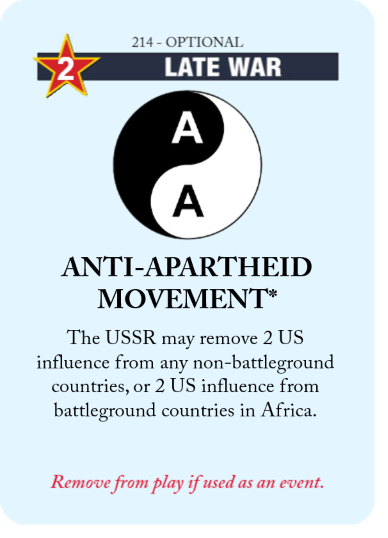 214 - OPTIONAL
2
LATE WAR
A
A
ANTI-APARTHEID
MOVEMENT*
The USSR may remove 2 US
influence from any non-battleground
countries, or 2 US influence from
battleground countries in Africa.
Remove from play if used as an event.